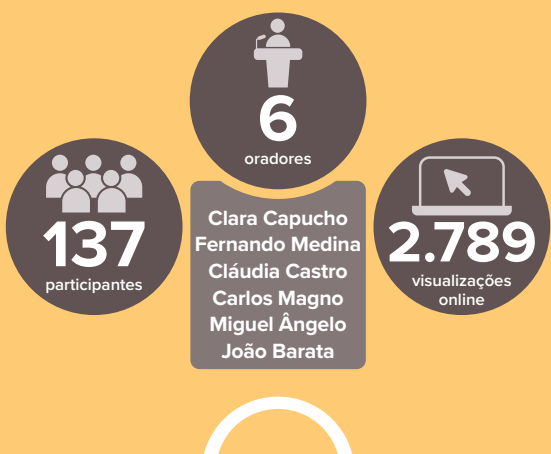 6
oradores
137
participantes
Clara Capucho
Fernando Medina
Cláudia Castro
Carlos Magno
Miguel Ângelo
João Barata
2.789
visualizações
online